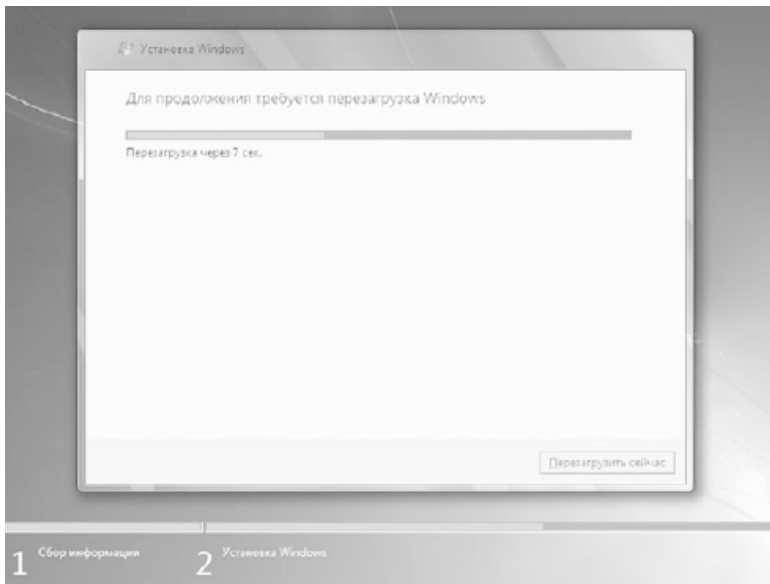 Установка Windows
Для продолжения требуется перезагрузка Windows
Перезагрузка через 7 сек.
Перезагрузить сейчас
1 Сбор информации
2 Установка Windows